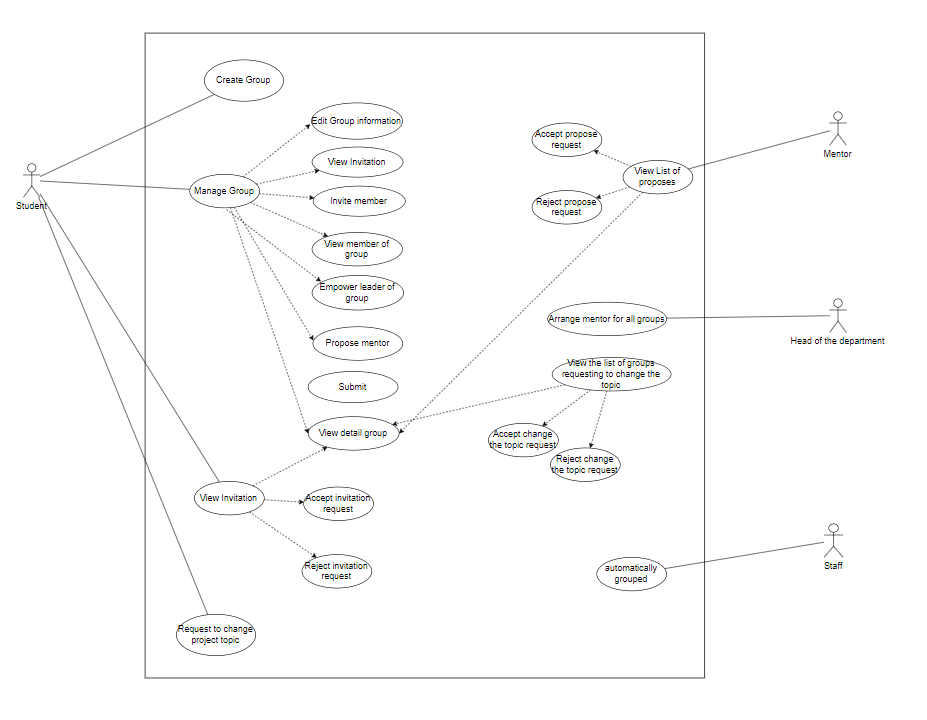 Create Group
Edit Group information
View Invitation
Invite member
Manage Group
View member of
group
Empower leader of
group
Propose mentor
Submit
View detail group
Student
View Invitation
Accept invitation
request
Reject invitation
request
Request to change
project topic
Accept propose
request
View List of
proposes
Reject propose
request
Mentor
Arrange mentor for all groups
Head of the department
View the list of groups
requesting to change the
topic
Accept change
the topic request
Reject change
the topic request
automatically
grouped
Staff